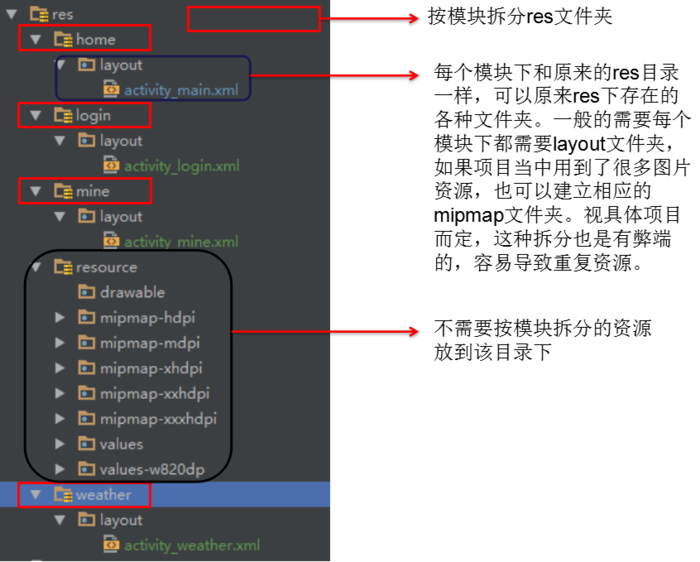 res
按模块拆分res文件夹
home
layout
activity_main.xml
每个模块下和原来的res目录
一样，可以原来res下存在的
各种文件夹。一般的需要每个
模块下都需要layout文件夹，
如果项目当中用到了很多图片
资源，也可以建立相应的
mipmap文件夹。视具体项目
而定，这种拆分也是有弊端
的，容易导致重复资源。
login
layout
activity_login.xml
mine
layout
activity_mine.xml
resource
drawable
mipmap-hdpi
mipmap-mdpi
mipmap-xhdpi
mipmap-xxhdpi
mipmap-xxxhdpi
values
values-w820dp
不需要按模块拆分的资源
放到该目录下
weather
layout
activity_weather.xml